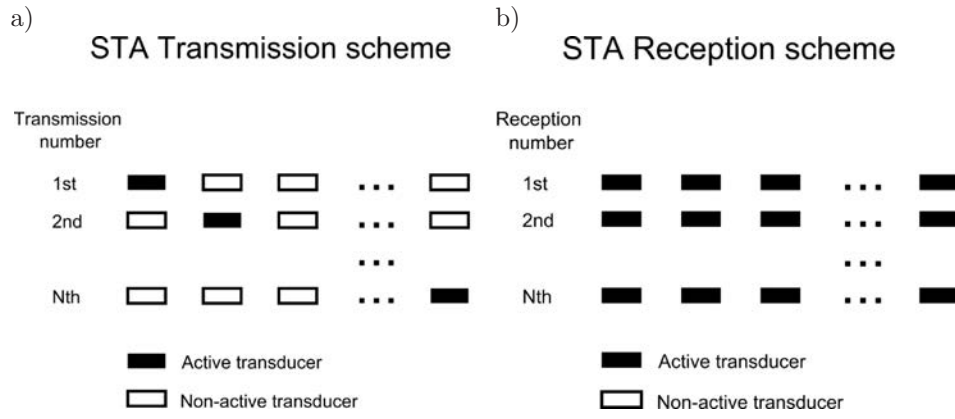 a)
STA Transmission scheme
Transmission
number
1st
...
2nd
...
...
Nth
...
Active transducer
Non-active transducer
b)
STA Reception scheme
Reception
number
1st
...
2nd
...
...
Nth
...
Active transducer
Non-active transducer